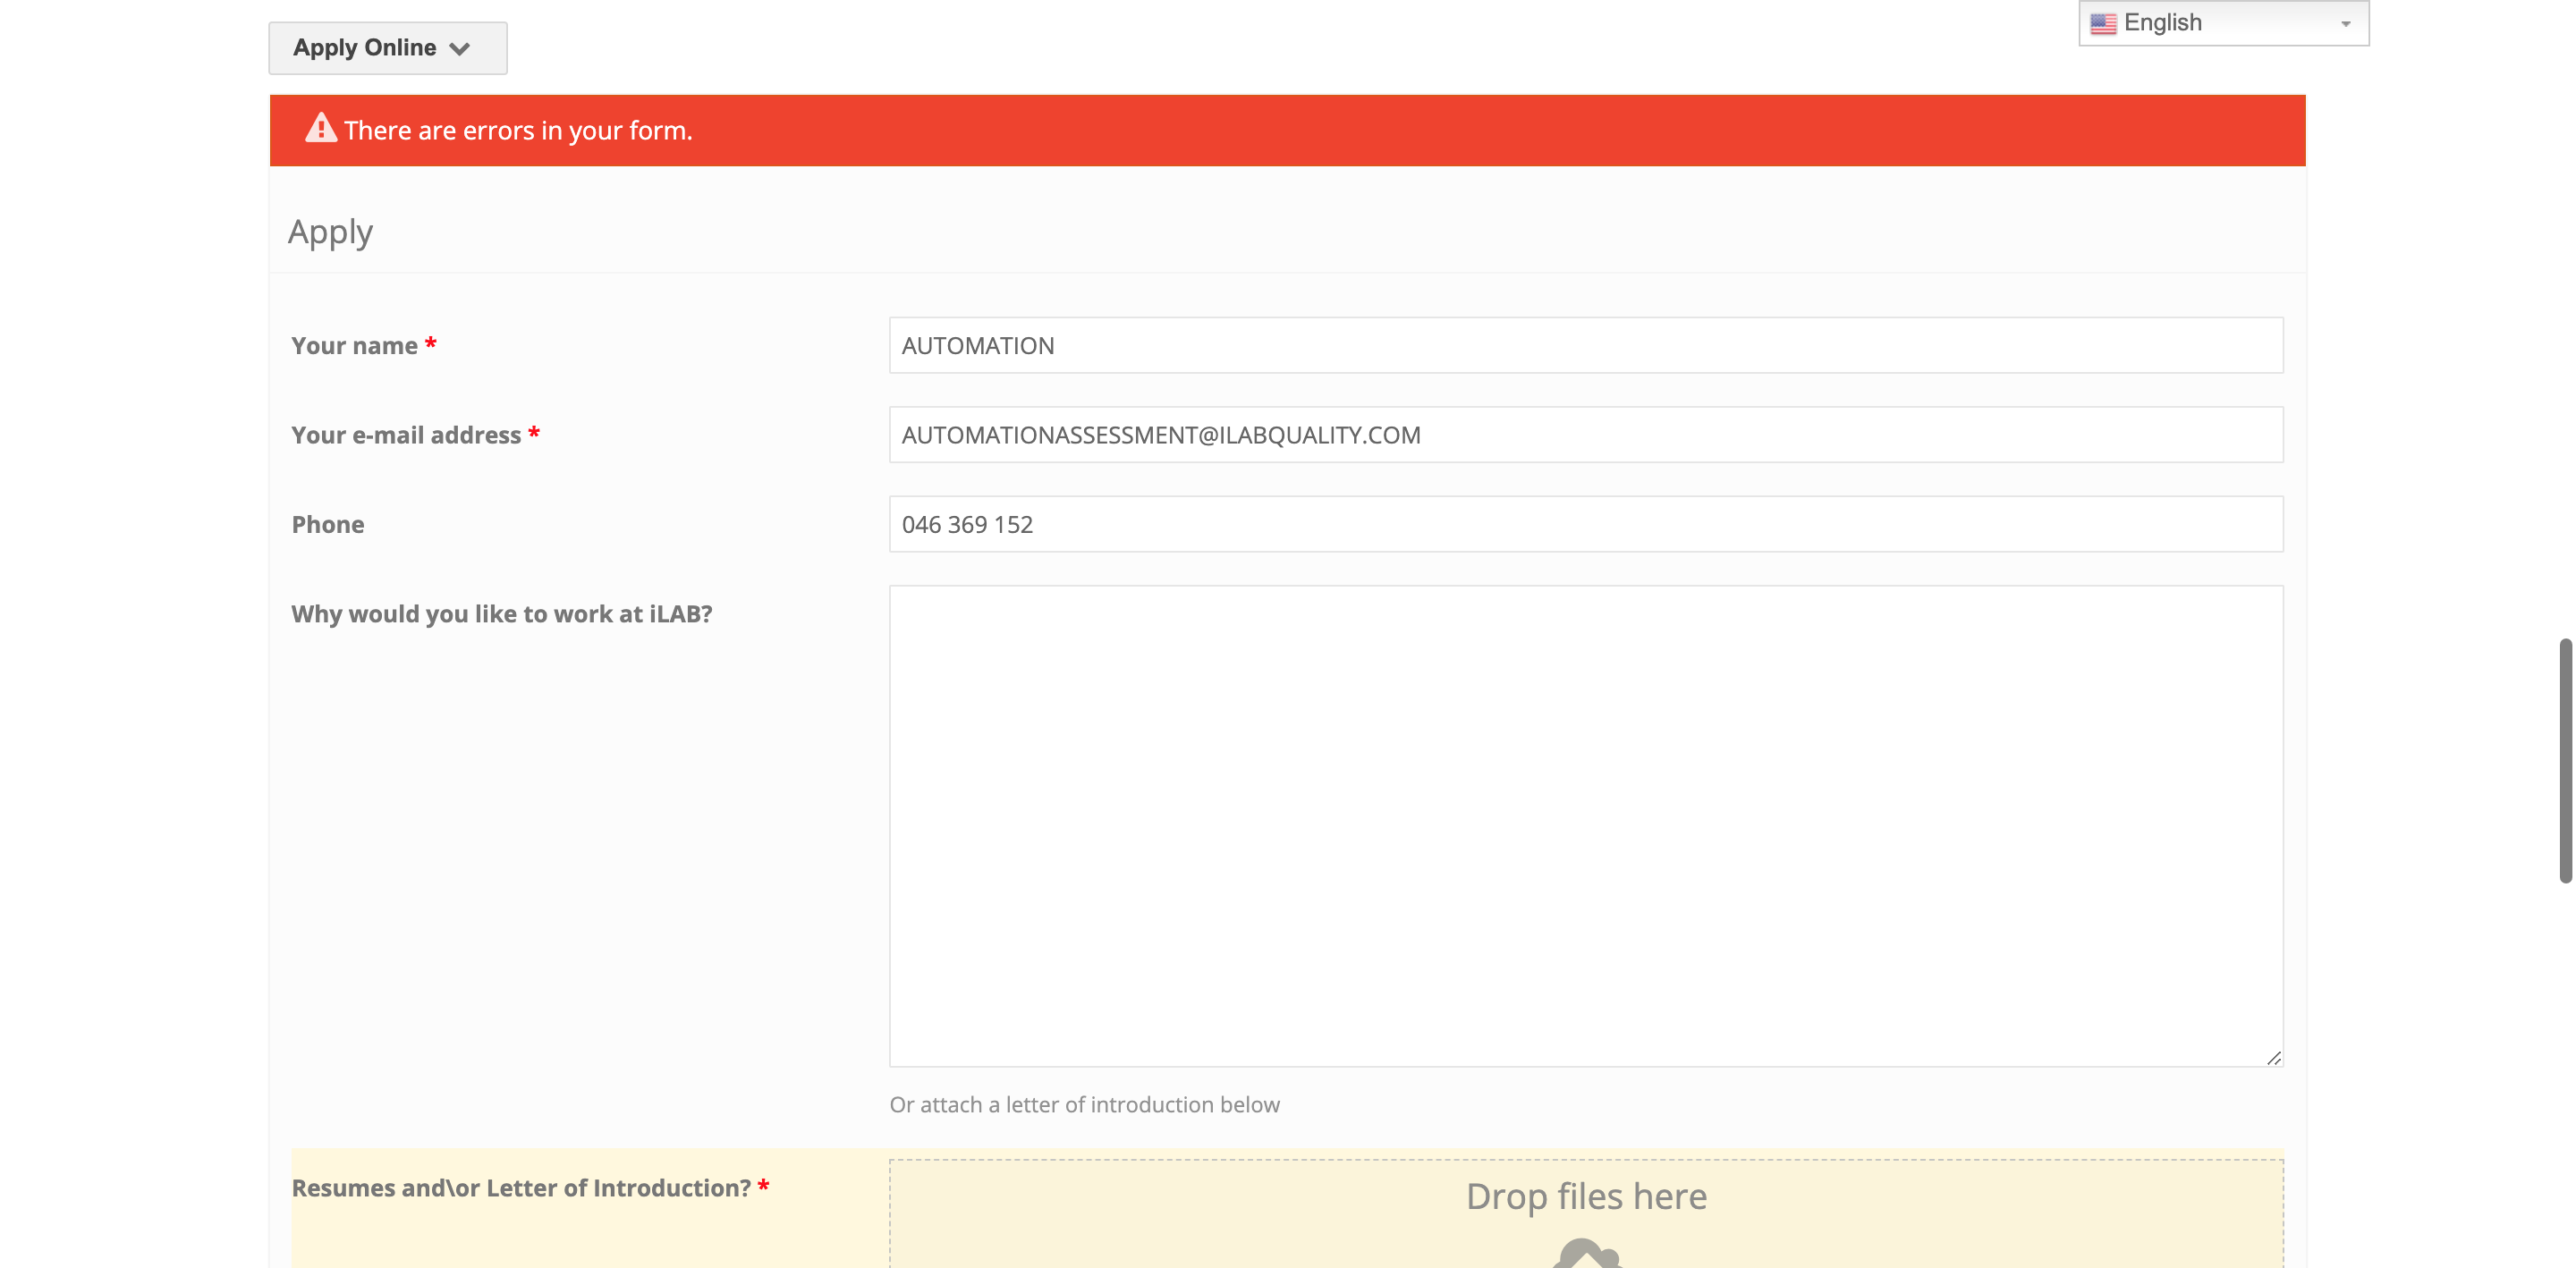 Apply Online
English
There are errors in your form.
Apply
Your name *
AUTOMATION
Your e-mail address *
AUTOMATIONASSESSMENT@ILABQUALITY.COM
Phone
046 369 152
Why would you like to work at iLAB?
Or attach a letter of introduction below
Resumes and\or Letter of Introduction? *
Drop files here